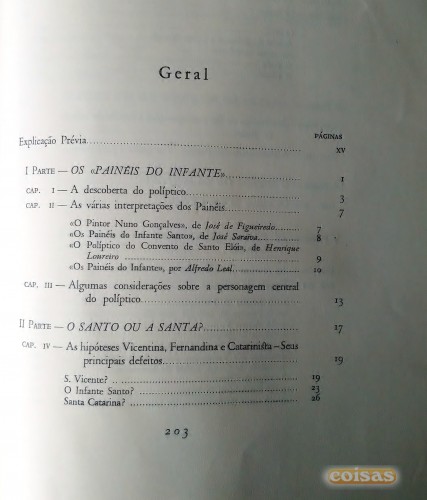 Geral
PÁGINAS
Explicação Prévia XV
I PARTE — OS «PAINÉIS DO INFANTE» 1
CAP. I — A descoberta do políptico 3
CAP. II — As várias interpretações dos Painéis 7
«O Pintor Nuno Gonçalves», de José de Figueiredo 7
«Os Painéis do Infante Santo», de José Saraiva 8
«O Políptico do Convento de Santo Elói», de Henrique
Loureiro 9
«Os Painéis do Infante», por Alfredo Leal 10
CAP. III — Algumas considerações sobre a personagem central
do políptico 13
II PARTE — O SANTO OU A SANTA? 17
CAP. IV — As hipóteses Vicentina, Fernandina e Catarinista — Seus
principais defeitos 19
S. Vicente? 19
O Infante Santo? 23
Santa Catarina? 26
203
coisas